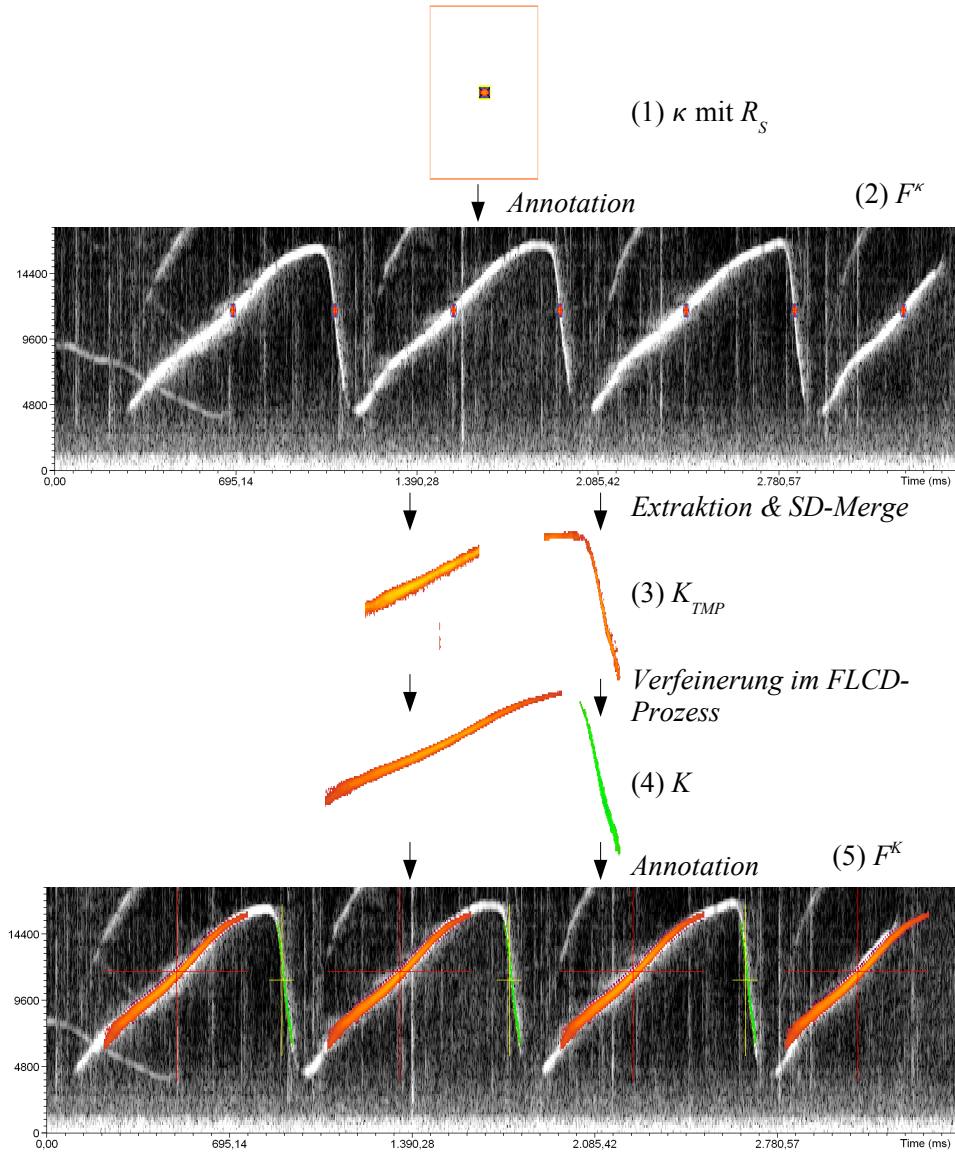 (1) κ mit R_S
Annotation
(2) F^κ
14400
9600
4800
0
0,00 695,14 1.390,28 2.085,42 2.780,57 Time (ms)
Extraktion & SD-Merge
(3) K_TMP
Verfeinerung im FLCD-
Prozess
(4) K
Annotation
(5) F^K
14400
9600
4800
0
0,00 695,14 1.390,28 2.085,42 2.780,57 Time (ms)